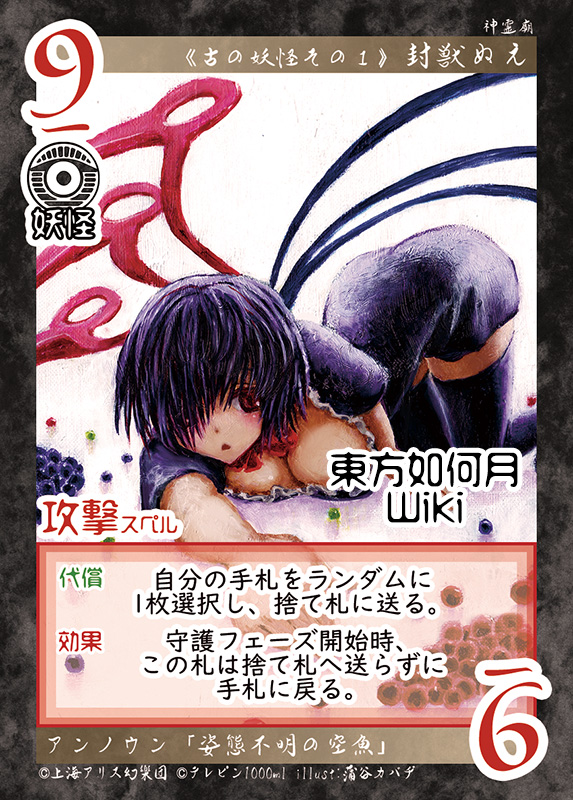 神霊廟
9
《古の妖怪その1》封獣ぬえ
妖怪
東方如何月
Wiki
攻撃スペル
代償
自分の手札をランダムに
1枚選択し、捨て札に送る。
効果
守護フェーズ開始時、
この札は捨て札へ送らずに
手札に戻る。
6
アンノウン「姿態不明の空魚」
©上海アリス幻樂団 ©テレピン1000ml illust:蒲谷カバヂ